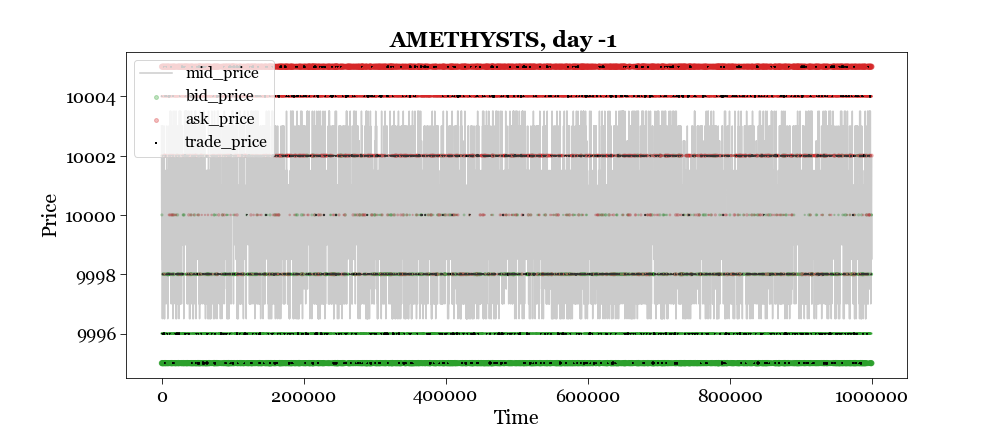 AMETHYSTS, day -1
mid_price
bid_price
ask_price
trade_price
Price
10004
10002
10000
9998
9996
0 200000 400000 600000 800000 1000000
Time